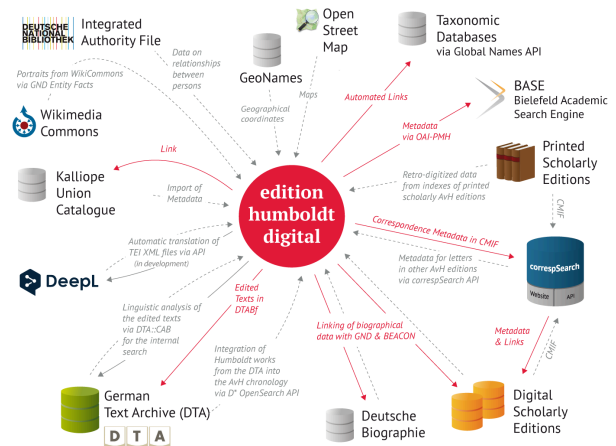 DEUTSCHE
NATIONAL
BIBLIOTHEK
Integrated
Authority File
Data on
relationships
between
persons
Portraits from WikiCommons
via GND Entity Facts
Wikimedia
Commons
GeoNames
Geographical
coordinates
Open
Street
Map
Maps
Taxonomic
Databases
via Global Names API
Automated Links
BASE
Bielefeld Academic
Search Engine
Metadata
via OAI-PMH
Printed
Scholarly
Editions
Retro-digitized data
from indexes of printed
scholarly AvH editions
CMIF
Link
Kalliope
Union
Catalogue
Import of
Metadata
edition
humboldt
digital
Correspondence Metadata in CMIF
Metadata for letters
in other AvH editions
via correspSearch API
correspSearch
Website
API
DeepL
Automatic translation of
TEI XML files via API
(in development)
Linguistic analysis of
the edited texts
via DTA::CAB
for the internal
search
Edited
Texts in
DTABf
Linking of biographical
data with GND & BEACON
Metadata
& Links
CMIF
Integration of
Humboldt works
from the DTA into
the AvH chronology
via D* OpenSearch API
German
Text Archive (DTA)
D T A
Deutsche
Biographie
Digital
Scholarly
Editions